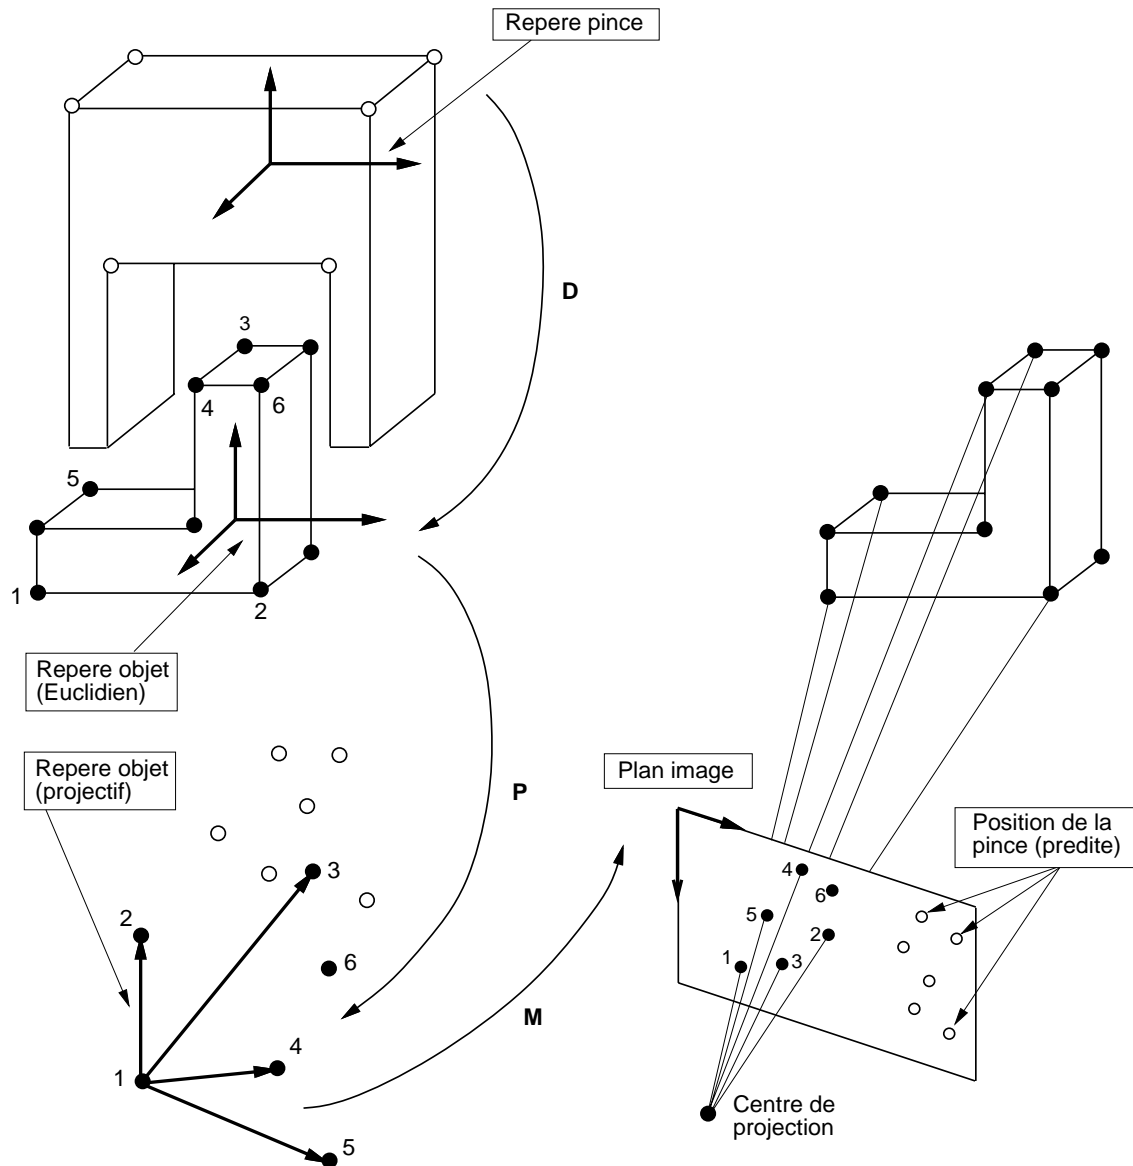 Repere pince
D
3
4
6
5
1
2
Repere objet
(Euclidien)
Repere objet
(projectif)
P
Plan image
Position de la
pince (predite)
2
3
6
4
1
5
M
4
6
5
2
1
3
Centre de
projection